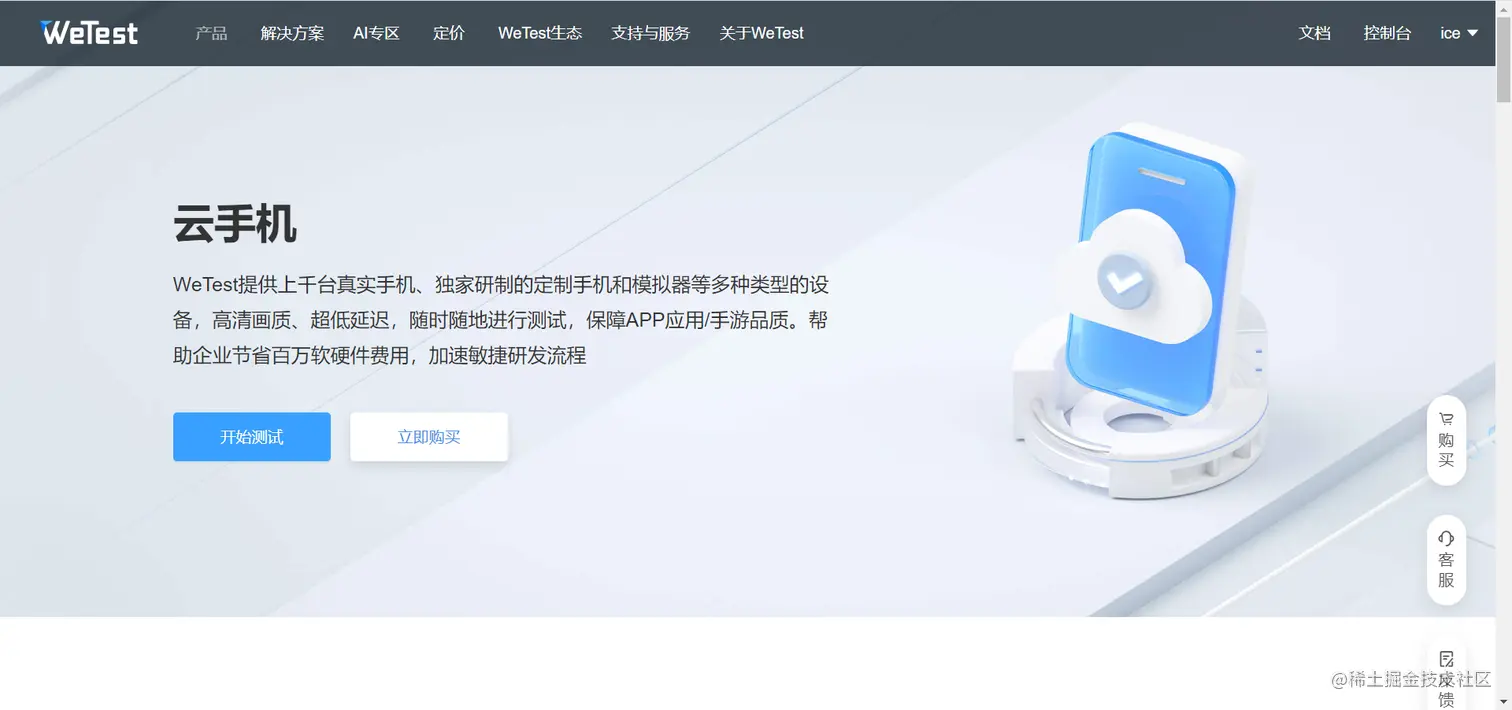 WeTest
产品
解决方案
AI专区
定价
WeTest生态
支持与服务
关于WeTest
文档
控制台
ice
云手机
WeTest提供上千台真实手机、独家研制的定制手机和模拟器等多种类型的设
备，高清画质、超低延迟，随时随地进行测试，保障APP应用/手游品质。帮
助企业节省百万软硬件费用，加速敏捷研发流程
开始测试
立即购买
购
买
客
服
反
馈
@稀土掘金技术社区